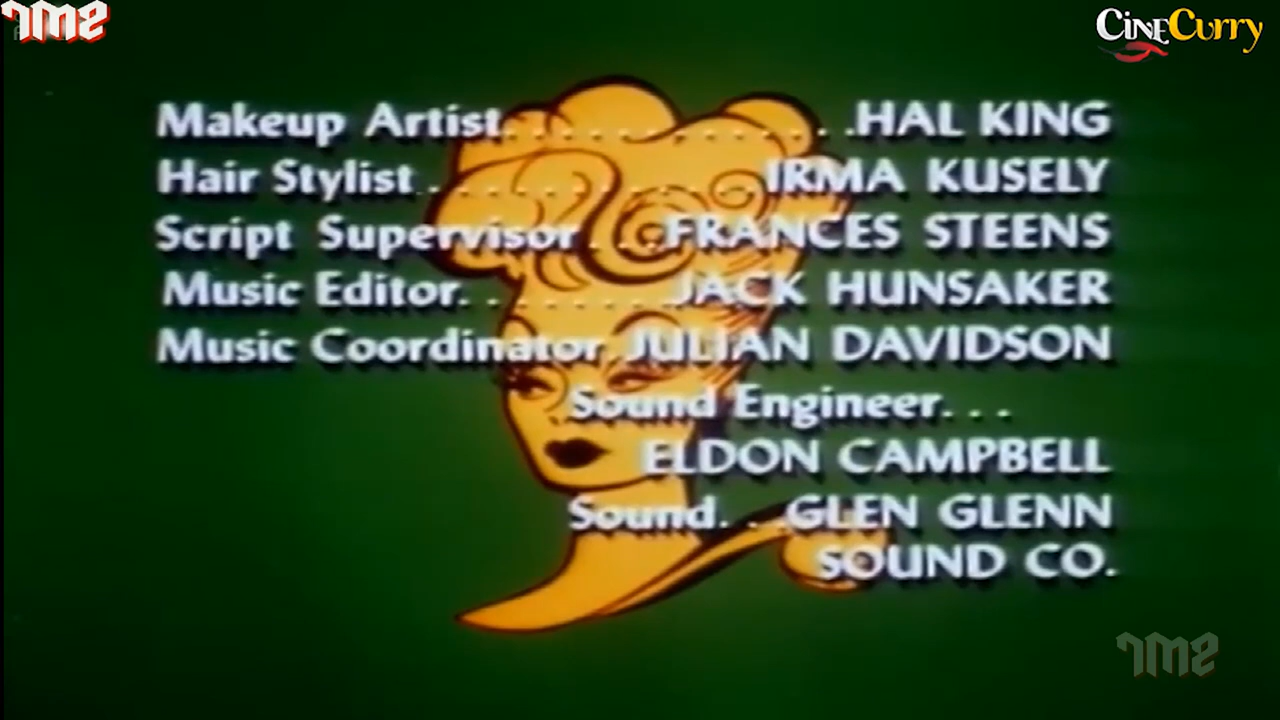 CineCurry
Makeup Artist. . . . . . . . . . . . . .HAL KING
Hair Stylist. . . . . . . . . . . .IRMA KUSELY
Script Supervisor. . . .FRANCES STEENS
Music Editor. . . . . . . . .JACK HUNSAKER
Music Coordinator JULIAN DAVIDSON
Sound Engineer. . .
ELDON CAMPBELL
Sound. . .GLEN GLENN
SOUND CO.